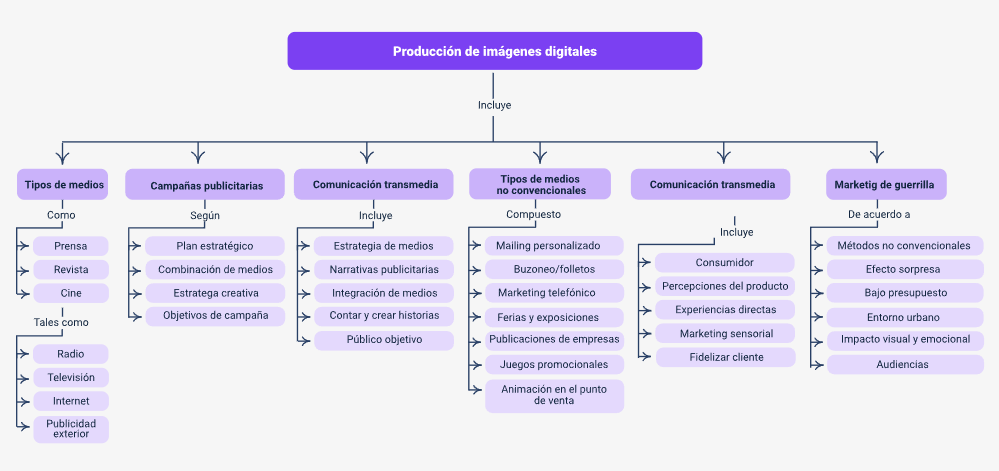 Producción de imágenes digitales
Incluye
Tipos de medios
Como
Prensa
Revista
Cine
Tales como
Radio
Televisión
Internet
Publicidad
exterior
Campañas publicitarias
Según
Plan estratégico
Combinación de medios
Estratega creativa
Objetivos de campaña
Comunicación transmedia
Incluye
Estrategia de medios
Narrativas publicitarias
Integración de medios
Contar y crear historias
Público objetivo
Tipos de medios
no convencionales
Compuesto
Mailing personalizado
Buzoneo/folletos
Marketing telefónico
Ferias y exposiciones
Publicaciones de empresas
Juegos promocionales
Animación en el punto
de venta
Comunicación transmedia
Incluye
Consumidor
Percepciones del producto
Experiencias directas
Marketing sensorial
Fidelizar cliente
Marketig de guerrilla
De acuerdo a
Métodos no convencionales
Efecto sorpresa
Bajo presupuesto
Entorno urbano
Impacto visual y emocional
Audiencias